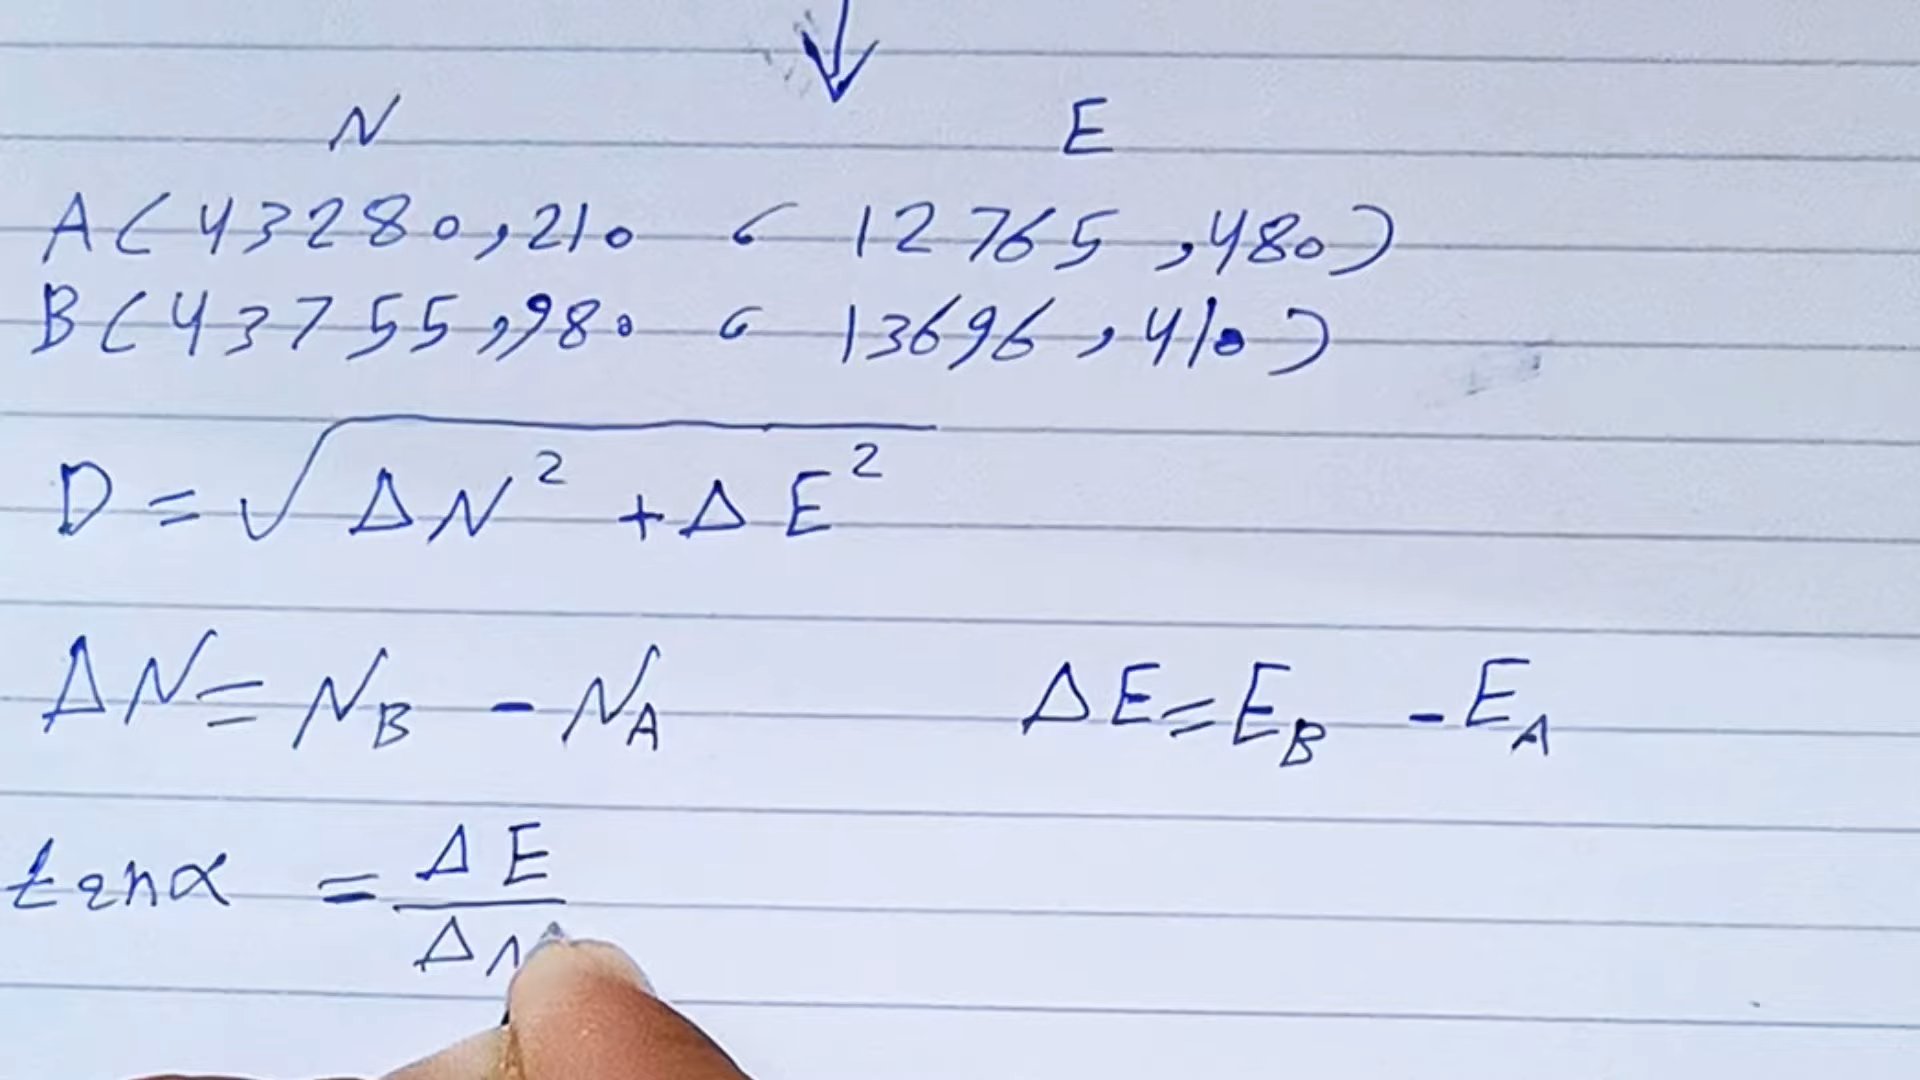 N E
A(43280,210 ، 12765,480)
B(43755,980 ، 13696,410)
D = √ΔN² + ΔE²
ΔN = N_B - N_A ΔE = E_B - E_A
tanα = ΔE
ΔN